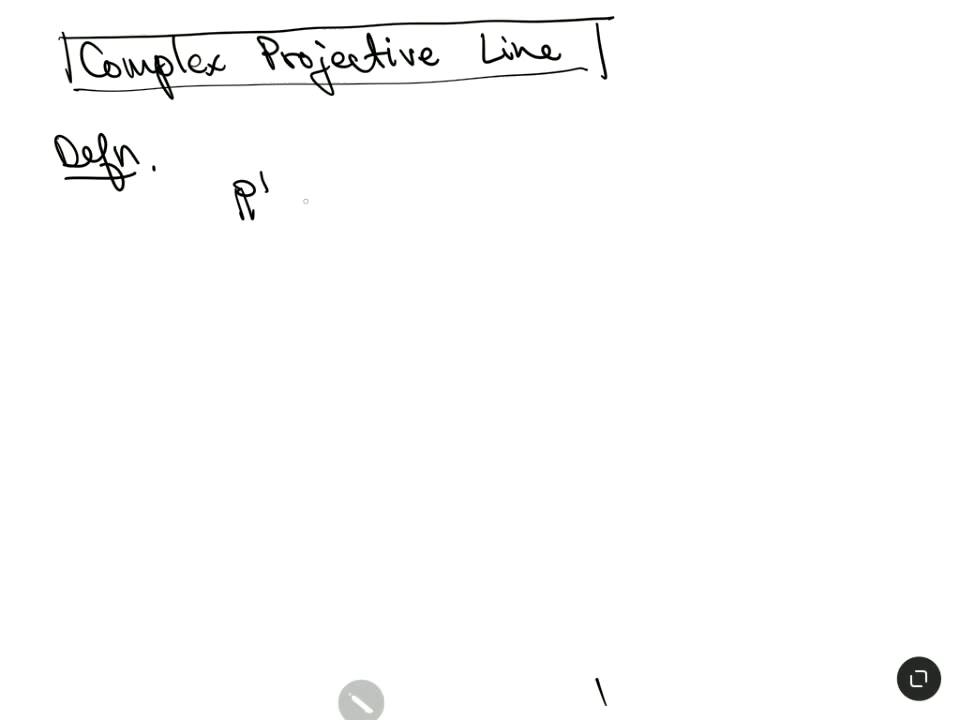 Complex Projective Line
Defn.
ℙ¹